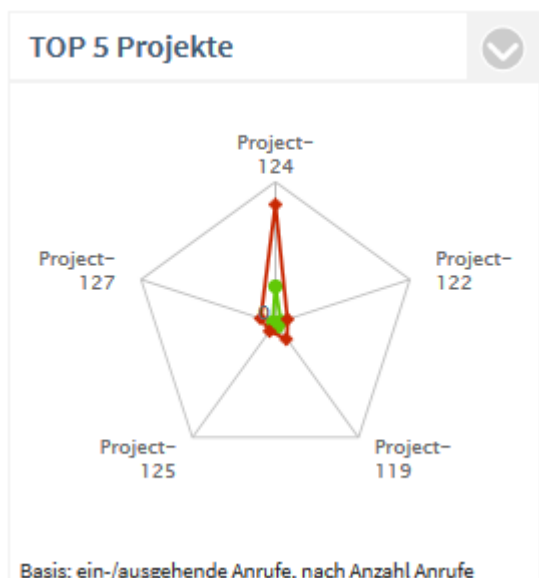 TOP 5 Projekte
Project-
124
Project-
127
Project-
122
0
Project-
125
Project-
119
Basis: ein-/ausgehende Anrufe, nach Anzahl Anrufe